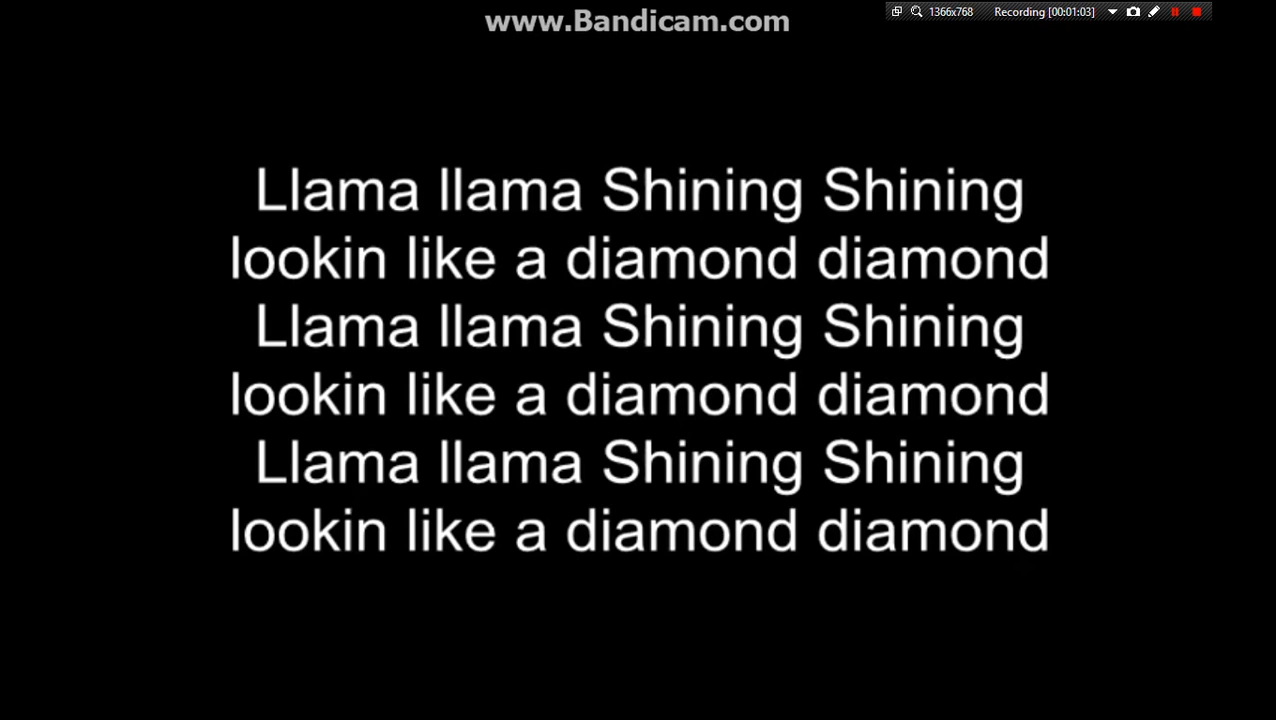 www.Bandicam.com
1366x768 Recording [00:01:03]
Llama llama Shining Shining
lookin like a diamond diamond
Llama llama Shining Shining
lookin like a diamond diamond
Llama llama Shining Shining
lookin like a diamond diamond